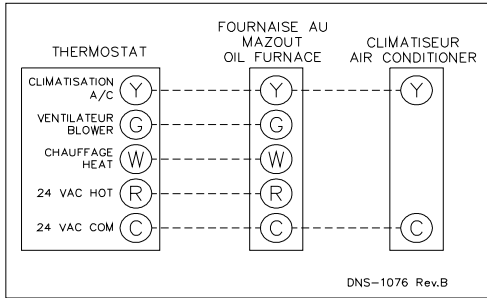 THERMOSTAT
FOURNAISE AU
MAZOUT
OIL FURNACE
CLIMATISEUR
AIR CONDITIONER
CLIMATISATION
A/C
Y
Y
Y
VENTILATEUR
BLOWER
G
G
CHAUFFAGE
HEAT
W
W
24 VAC HOT
R
R
24 VAC COM
C
C
C
DNS-1076 Rev.B